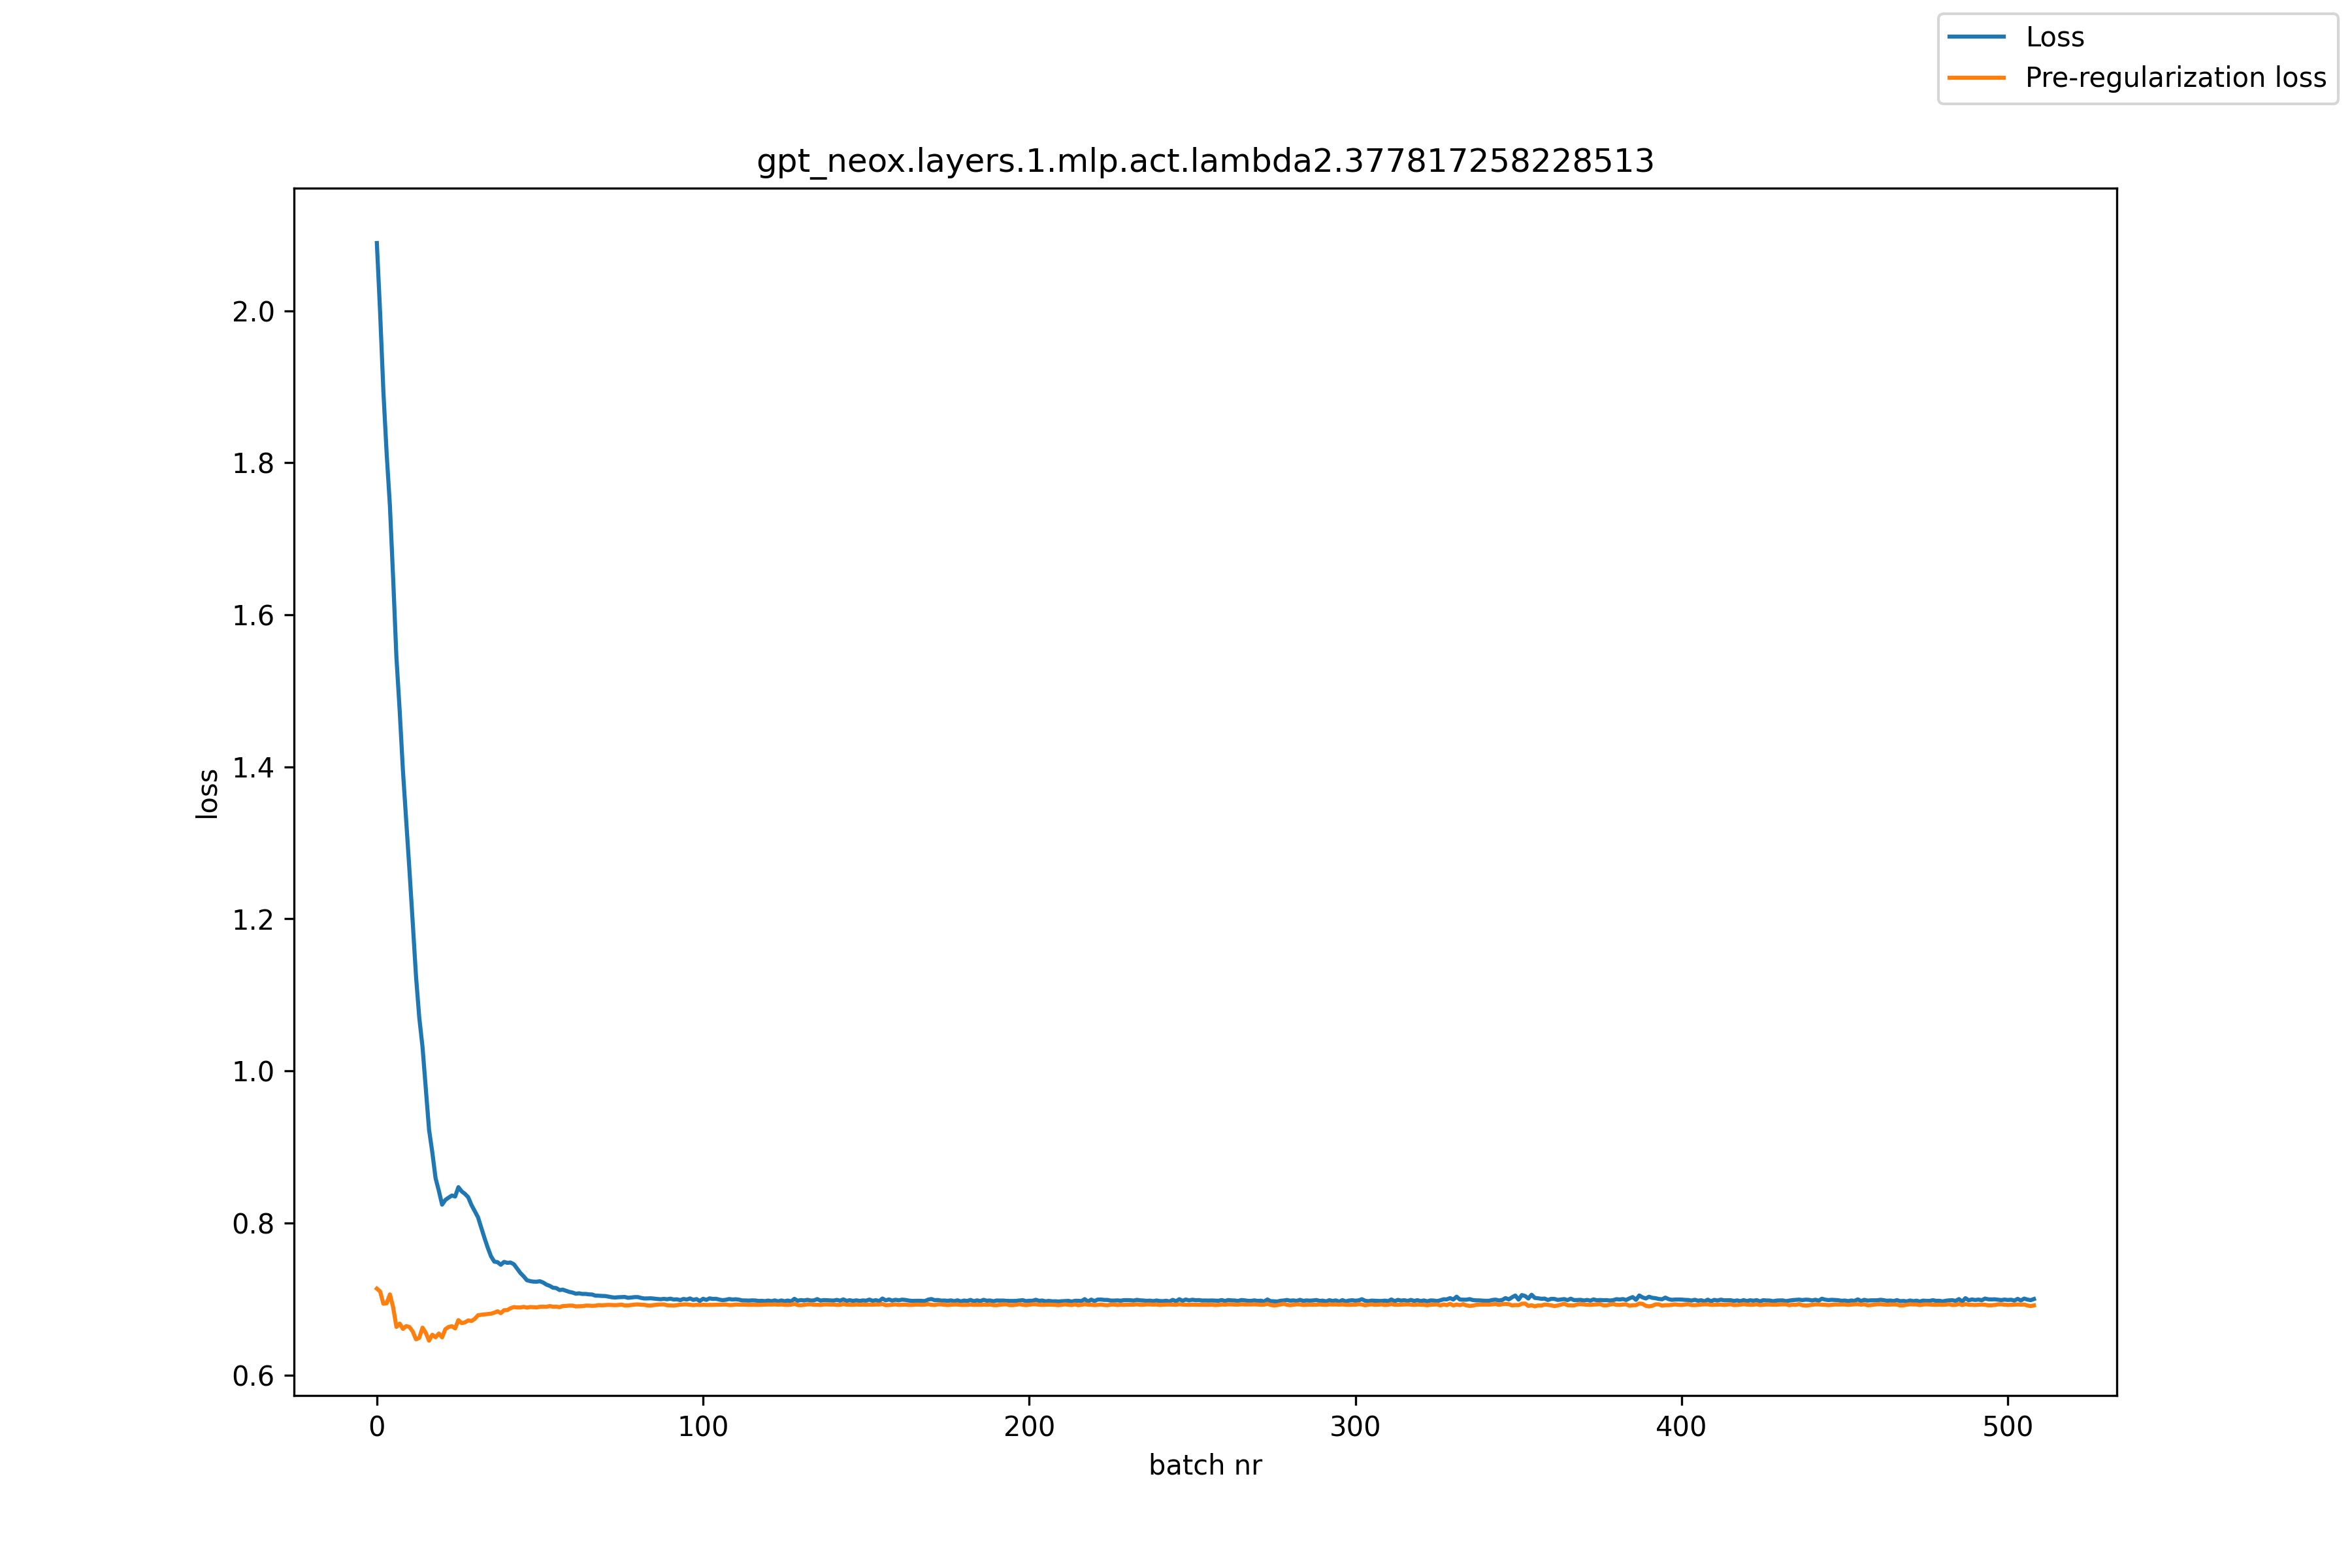 Loss
Pre-regularization loss
gpt_neox.layers.1.mlp.act.lambda2.377817258228513
loss
2.0
1.8
1.6
1.4
1.2
1.0
0.8
0.6
0 100 200 300 400 500
batch nr